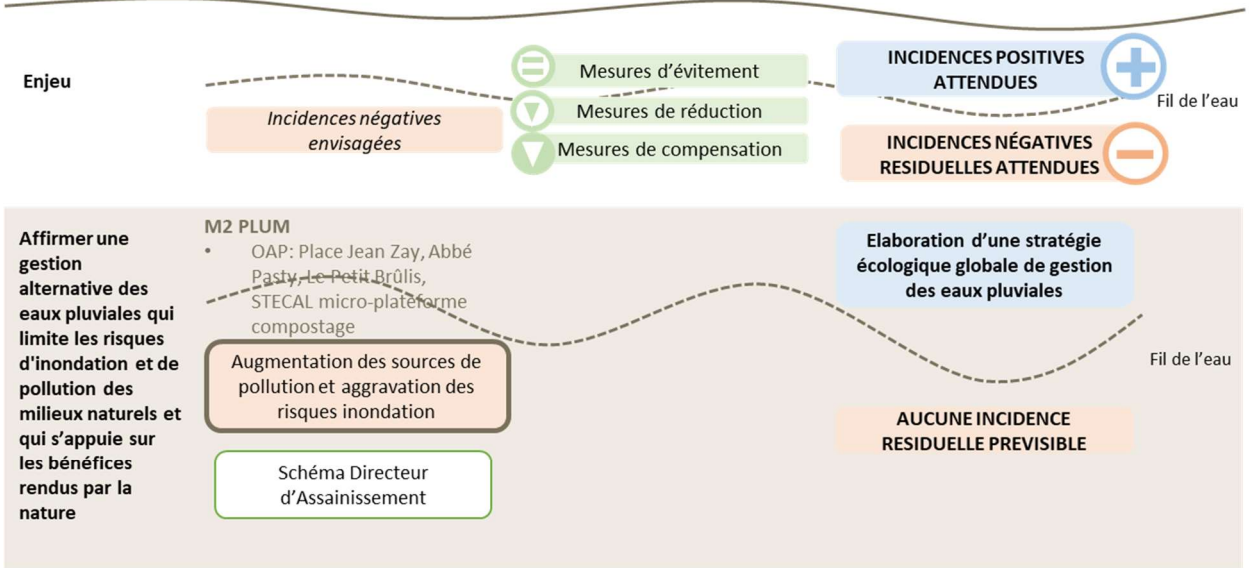 Enjeu
Incidences négatives
envisagées
Mesures d'évitement
Mesures de réduction
Mesures de compensation
INCIDENCES POSITIVES
ATTENDUES
Fil de l'eau
INCIDENCES NÉGATIVES
RESIDUELLES ATTENDUES
Affirmer une
gestion
alternative des
eaux pluviales qui
limite les risques
d'inondation et de
pollution des
milieux naturels et
qui s'appuie sur
les bénéfices
rendus par la
nature
M2 PLUM
• OAP: Place Jean Zay, Abbé
Pasty, Le Petit Brûlis,
STECAL micro-plateforme
compostage
Augmentation des sources de
pollution et aggravation des
risques inondation
Schéma Directeur
d'Assainissement
Elaboration d'une stratégie
écologique globale de gestion
des eaux pluviales
Fil de l'eau
AUCUNE INCIDENCE
RESIDUELLE PREVISIBLE